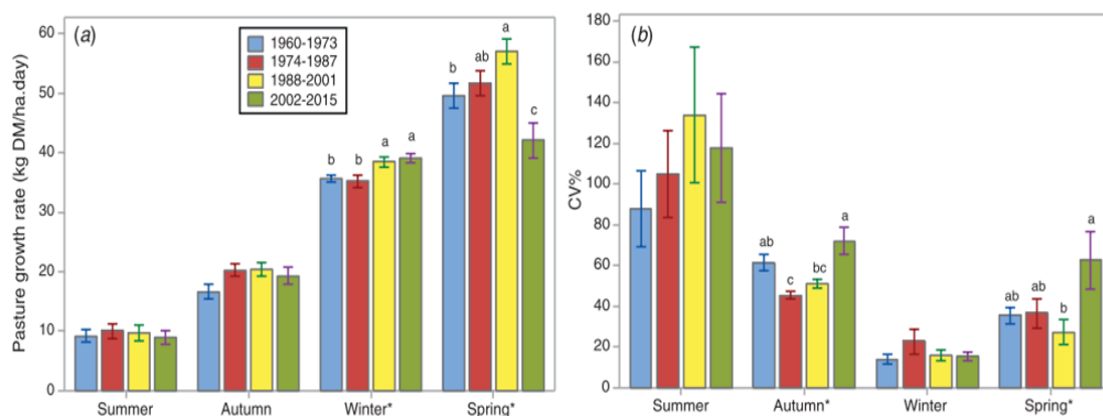 (a)
Pasture growth rate (kg DM/ha.day)
60
50
40
30
20
10
0
1960-1973
1974-1987
1988-2001
2002-2015
b
b
a
a
b
ab
a
c
Summer
Autumn
Winter*
Spring*
(b)
CV%
180
160
140
120
100
80
60
40
20
0
ab
c
bc
a
ab
ab
b
a
Summer
Autumn*
Winter
Spring*